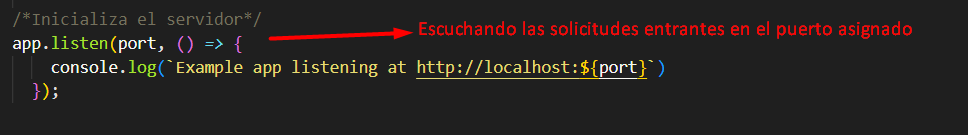 /*Inicializa el servidor*/
app.listen(port, () => {
Escuchando las solicitudes entrantes en el puerto asignado
console.log(`Example app listening at http://localhost:${port}`)
});